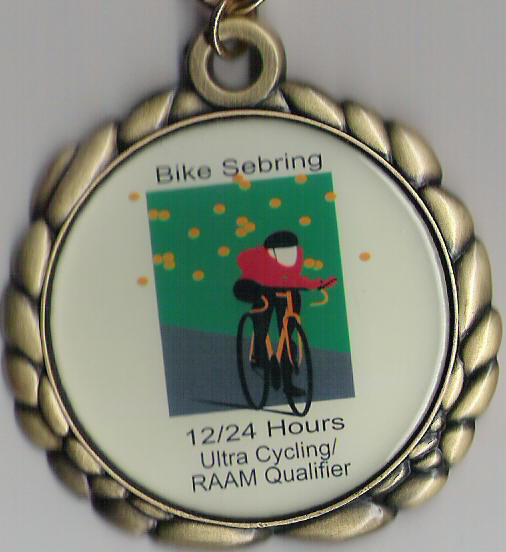 Bike Sebring
12/24 Hours
Ultra Cycling/
RAAM Qualifier